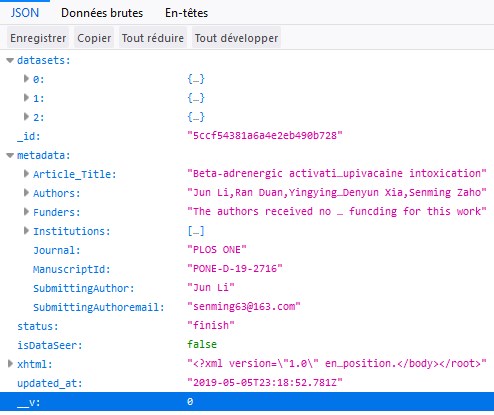 JSON Données brutes En-têtes
Enregistrer Copier Tout réduire Tout développer
datasets:
0: {…}
1: {…}
2: {…}
_id: "5ccf54381a6a4e2eb490b728"
metadata:
Article_Title: "Beta-adrenergic activati…upivacaine intoxication"
Authors: "Jun Li,Ran Duan,Yingying…Denyun Xia,Senming Zaho"
Funders: "The authors received no … funcding for this work"
Institutions: […]
Journal: "PLOS ONE"
ManuscriptId: "PONE-D-19-2716"
SubmittingAuthor: "Jun Li"
SubmittingAuthoremail: "senming63@163.com"
status: "finish"
isDataSeer: false
xhtml: "<?xml version=\"1.0\" en…position.</body></root>"
updated_at: "2019-05-05T23:18:52.781Z"
__v: 0